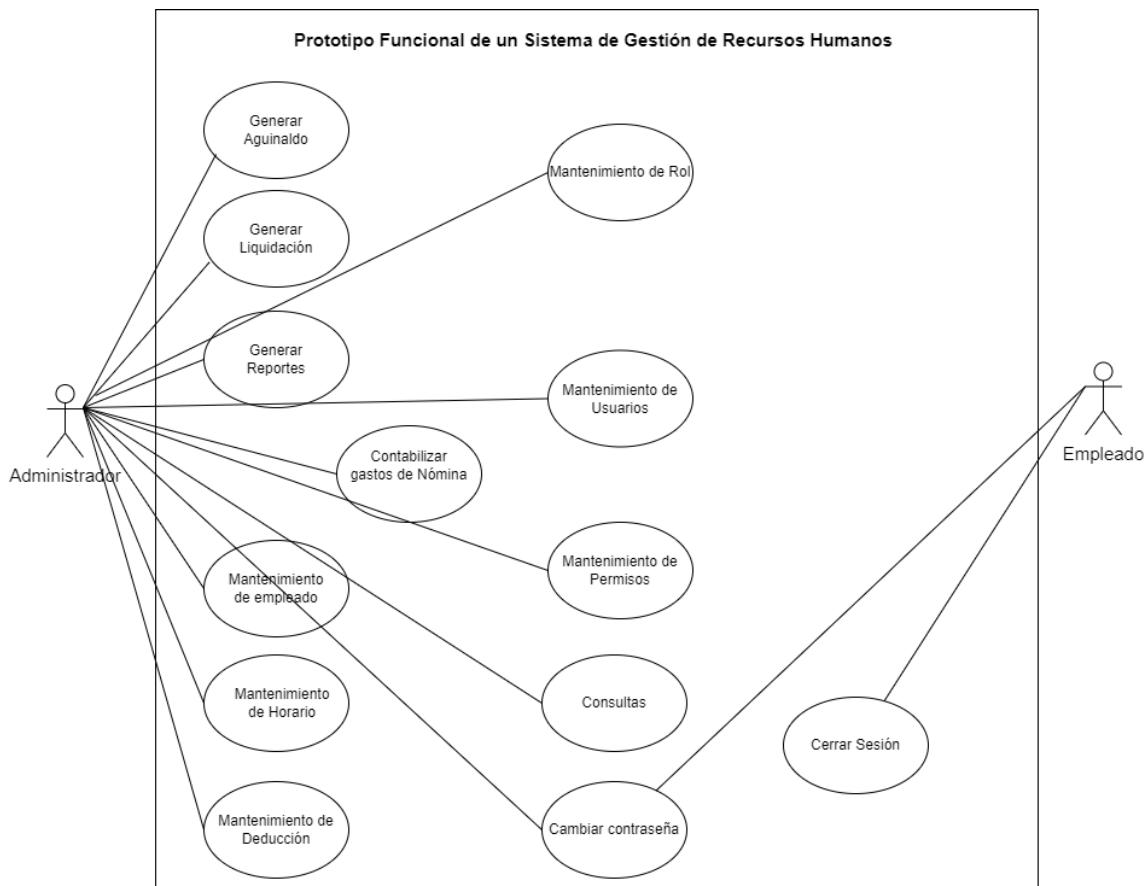 Prototipo Funcional de un Sistema de Gestión de Recursos Humanos
Generar
Aguinaldo
Mantenimiento de Rol
Generar
Liquidación
Generar
Reportes
Mantenimiento de
Usuarios
Administrador
Empleado
Contabilizar
gastos de Nómina
Mantenimiento
de empleado
Mantenimiento de
Permisos
Mantenimiento
de Horario
Consultas
Cerrar Sesión
Mantenimiento de
Deducción
Cambiar contraseña